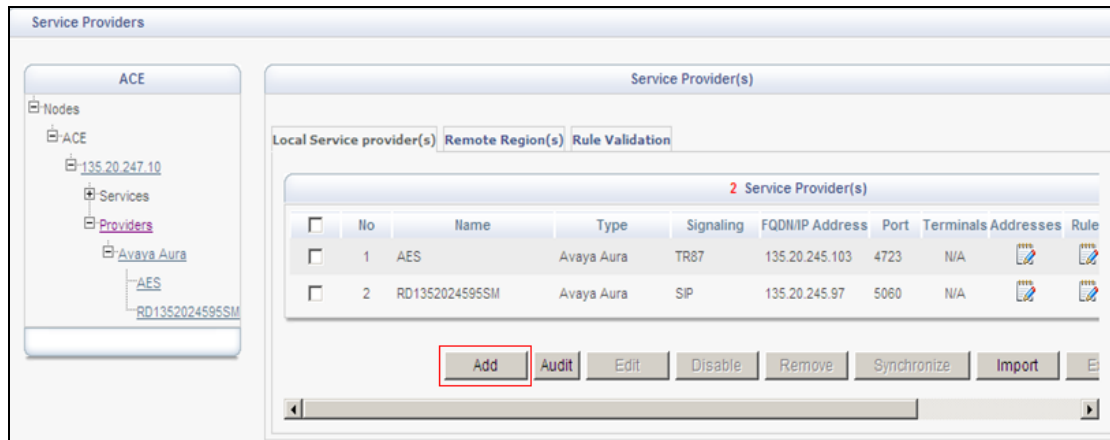 Service Providers
ACE
Nodes
ACE
135.20.247.10
Services
Providers
Avaya Aura
AES
RD1352024595SM
Service Provider(s)
Local Service provider(s) Remote Region(s) Rule Validation
2 Service Provider(s)
No Name Type Signaling FQDN/IP Address Port Terminals Addresses Rule
1 AES Avaya Aura TR87 135.20.245.103 4723 N/A
2 RD1352024595SM Avaya Aura SIP 135.20.245.97 5060 N/A
Add Audit Edit Disable Remove Synchronize Import